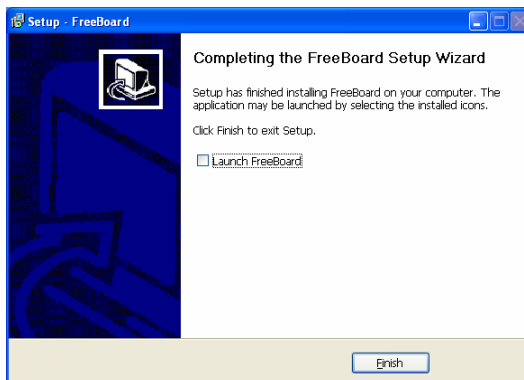 Setup - FreeBoard
Completing the FreeBoard Setup Wizard
Setup has finished installing FreeBoard on your computer. The
application may be launched by selecting the installed icons.
Click Finish to exit Setup.
Launch FreeBoard
Finish